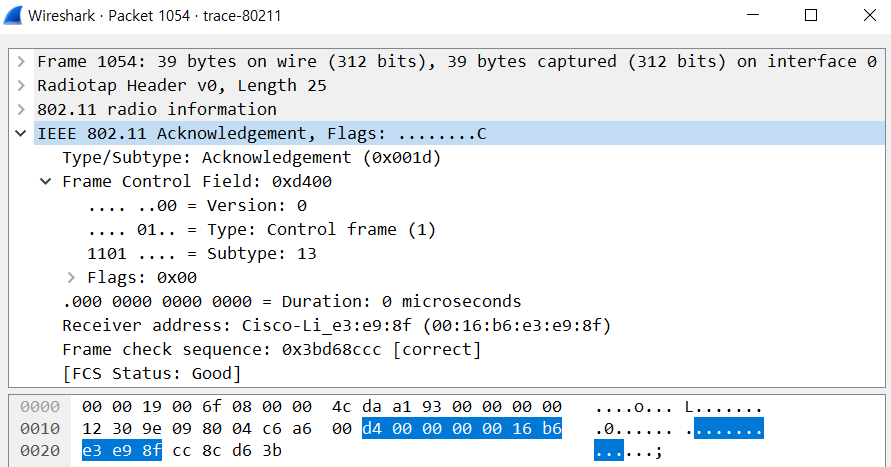 Wireshark · Packet 1054 · trace-80211
Frame 1054: 39 bytes on wire (312 bits), 39 bytes captured (312 bits) on interface 0
Radiotap Header v0, Length 25
802.11 radio information
IEEE 802.11 Acknowledgement, Flags: ........C
Type/Subtype: Acknowledgement (0x001d)
Frame Control Field: 0xd400
.... ..00 = Version: 0
.... 01.. = Type: Control frame (1)
1101 .... = Subtype: 13
Flags: 0x00
.000 0000 0000 0000 = Duration: 0 microseconds
Receiver address: Cisco-Li_e3:e9:8f (00:16:b6:e3:e9:8f)
Frame check sequence: 0x3bd68ccc [correct]
[FCS Status: Good]
0000 00 00 19 00 6f 08 00 00 4c da a1 93 00 00 00 00 ....o... L.......
0010 12 30 9e 09 80 04 c6 a6 00 d4 00 00 00 00 16 b6 .0...... ........
0020 e3 e9 8f cc 8c d6 3b ......;